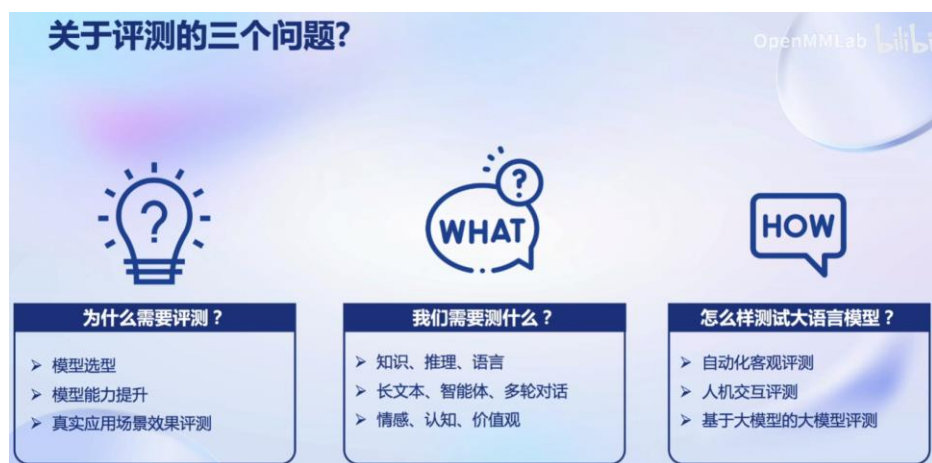 关于评测的三个问题?
OpenMMLab bilibi
?
?
WHAT
HOW
为什么需要评测？
➢ 模型选型
➢ 模型能力提升
➢ 真实应用场景效果评测
我们需要测什么？
➢ 知识、推理、语言
➢ 长文本、智能体、多轮对话
➢ 情感、认知、价值观
怎么样测试大语言模型？
➢ 自动化客观评测
➢ 人机交互评测
➢ 基于大模型的大模型评测